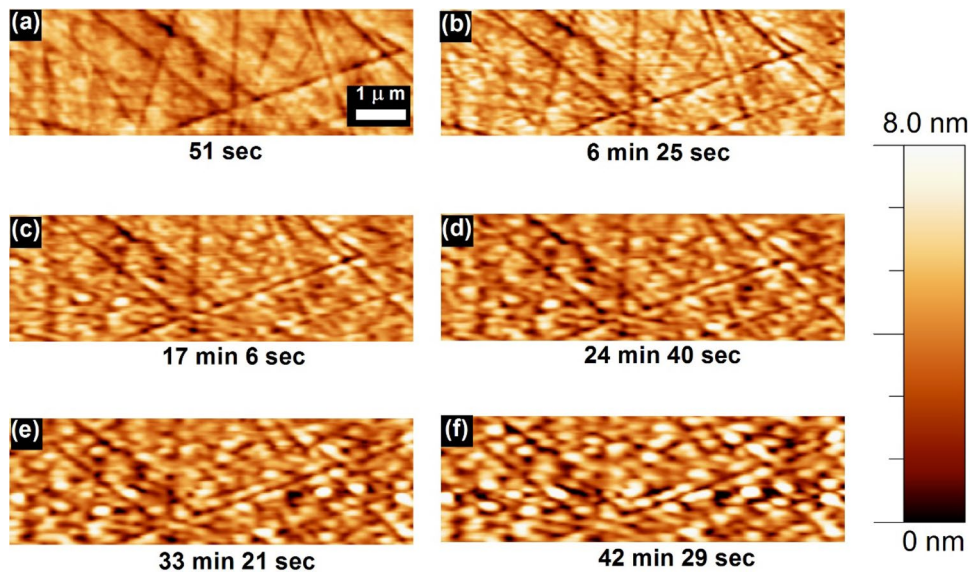 (a)
(b)
1 μ m
51 sec
6 min 25 sec
8.0 nm
(c)
(d)
17 min 6 sec
24 min 40 sec
(e)
(f)
33 min 21 sec
42 min 29 sec
0 nm